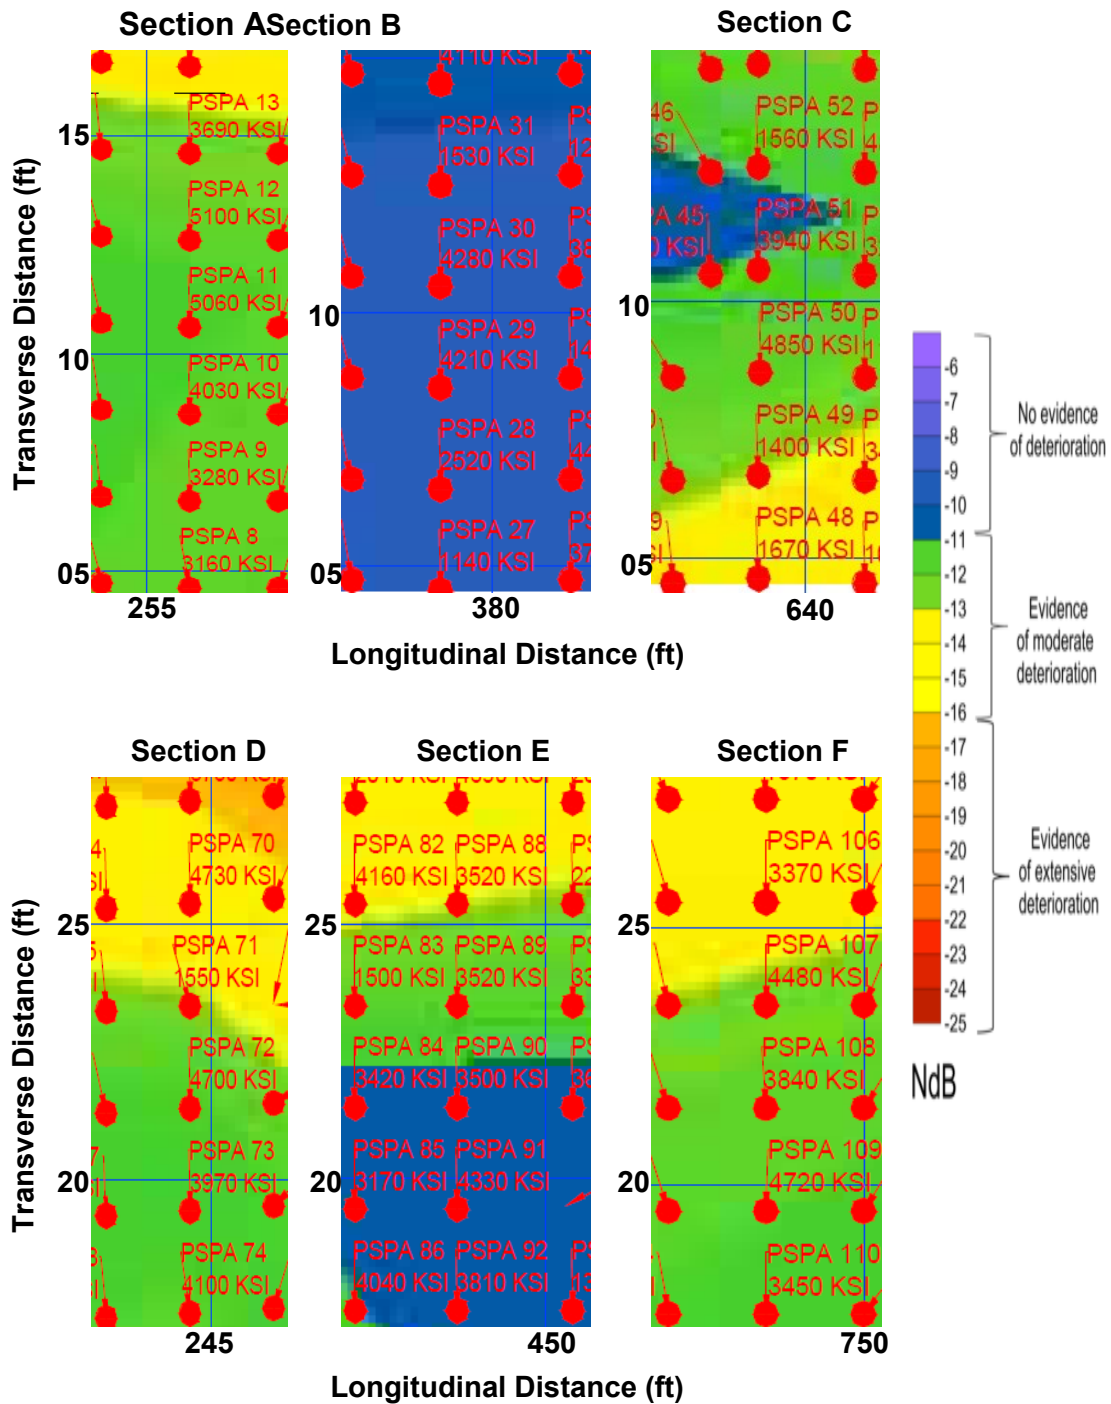 Section A Section B
Section C
Transverse Distance (ft)
15
10
05
PSPA 13
3690 KSI
PSPA 12
5100 KSI
PSPA 11
5060 KSI
PSPA 10
4030 KSI
PSPA 9
3280 KSI
PSPA 8
3160 KSI
255
10
05
4110 KSI
PSPA 31
1530 KSI
PSPA 30
4280 KSI
PSPA 29
4210 KSI
PSPA 28
2520 KSI
PSPA 27
1140 KSI
380
10
05
46
PSPA 52
1560 KSI
45
PSPA 51
3940 KSI
PSPA 50
4850 KSI
PSPA 49
1400 KSI
PSPA 48
1670 KSI
640
Longitudinal Distance (ft)
-6
-7
-8
-9
-10
-11
-12
-13
-14
-15
-16
-17
-18
-19
-20
-21
-22
-23
-24
-25
NdB
No evidence
of deterioration
Evidence
of moderate
deterioration
Evidence
of extensive
deterioration
Section D
Section E
Section F
Transverse Distance (ft)
25
20
PSPA 70
4730 KSI
PSPA 71
1550 KSI
PSPA 72
4700 KSI
PSPA 73
3970 KSI
PSPA 74
4100 KSI
245
25
20
PSPA 82
4160 KSI
PSPA 88
3520 KSI
PSPA 83
1500 KSI
PSPA 89
3520 KSI
PSPA 84
3420 KSI
PSPA 90
3500 KSI
PSPA 85
3170 KSI
PSPA 91
4330 KSI
PSPA 86
4040 KSI
PSPA 92
3810 KSI
450
25
20
PSPA 106
3370 KSI
PSPA 107
4480 KSI
PSPA 108
3840 KSI
PSPA 109
4720 KSI
PSPA 110
3450 KSI
750
Longitudinal Distance (ft)